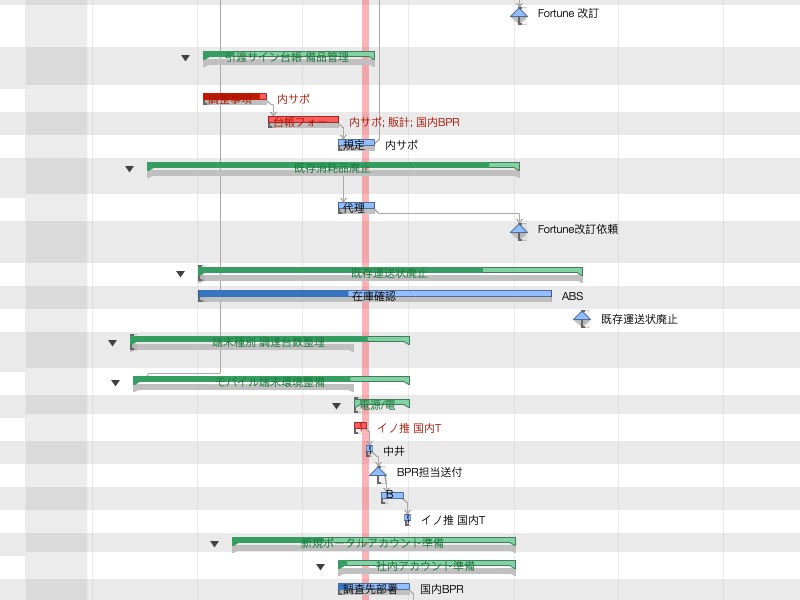 Fortune 改訂
引渡サイン台帳 備品管理
調整事項 内サポ
台帳フォー 内サポ; 販計; 国内BPR
規定 内サポ
既存消耗品廃止
代理
Fortune改訂依頼
既存運送状廃止
在庫確認 ABS
既存運送状廃止
端末種別 調達台数整理
モバイル端末環境整備
電源/電
イノ推 国内T
中井
BPR担当送付
B
イノ推 国内T
新規ポータルアカウント準備
社内アカウント準備
調査先部署 国内BPR